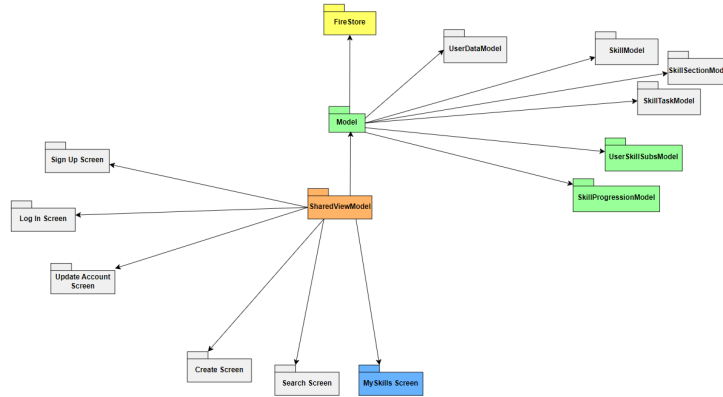 FireStore
UserDataModel
SkillModel
SkillSectionMod
SkillTaskModel
Model
UserSkillSubsModel
SkillProgressionModel
Sign Up Screen
SharedViewModel
Log In Screen
Update Account
Screen
Create Screen
Search Screen
MySkills Screen